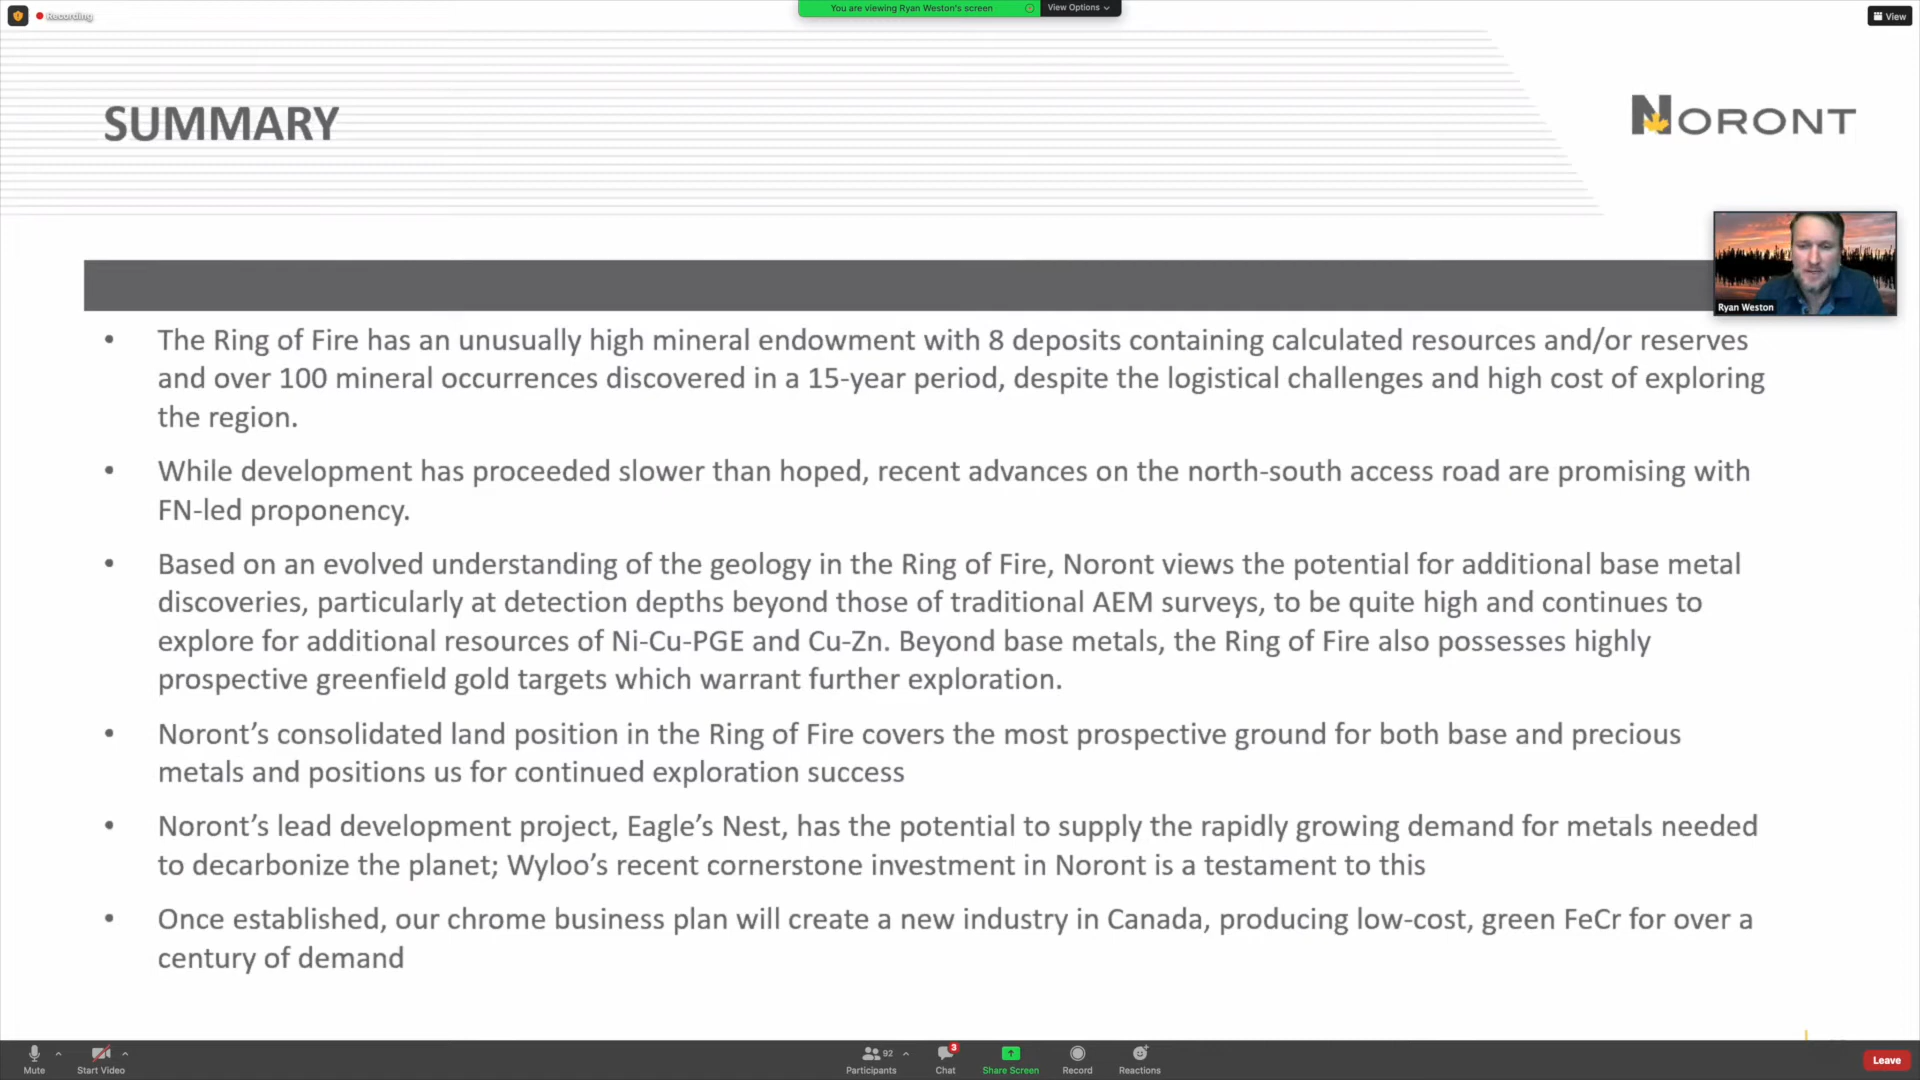 Recording
You are viewing Ryan Weston's screen
View Options
View
SUMMARY
NORONT
Ryan Weston
• The Ring of Fire has an unusually high mineral endowment with 8 deposits containing calculated resources and/or reserves
and over 100 mineral occurrences discovered in a 15-year period, despite the logistical challenges and high cost of exploring
the region.
• While development has proceeded slower than hoped, recent advances on the north-south access road are promising with
FN-led proponency.
• Based on an evolved understanding of the geology in the Ring of Fire, Noront views the potential for additional base metal
discoveries, particularly at detection depths beyond those of traditional AEM surveys, to be quite high and continues to
explore for additional resources of Ni-Cu-PGE and Cu-Zn. Beyond base metals, the Ring of Fire also possesses highly
prospective greenfield gold targets which warrant further exploration.
• Noront’s consolidated land position in the Ring of Fire covers the most prospective ground for both base and precious
metals and positions us for continued exploration success
• Noront’s lead development project, Eagle’s Nest, has the potential to supply the rapidly growing demand for metals needed
to decarbonize the planet; Wyloo’s recent cornerstone investment in Noront is a testament to this
• Once established, our chrome business plan will create a new industry in Canada, producing low-cost, green FeCr for over a
century of demand
92
3
Mute
Start Video
Participants
Chat
Share Screen
Record
Reactions
Leave